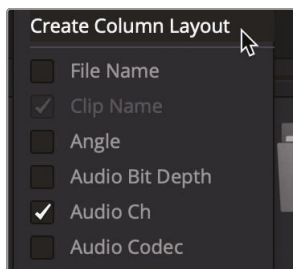 Create Column Layout
File Name
Clip Name
Angle
Audio Bit Depth
Audio Ch
Audio Codec